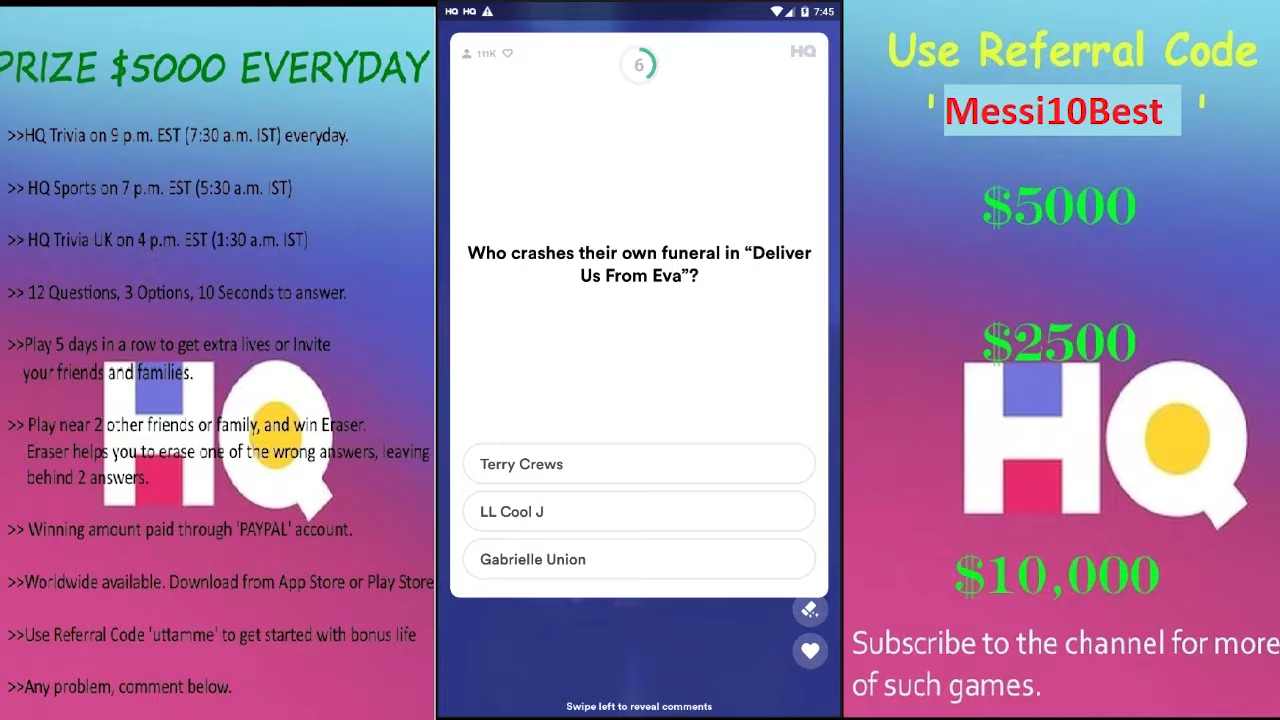 PRIZE $5000 EVERYDAY
>>HQ Trivia on 9 p.m. EST (7:30 a.m. IST) everyday.
>> HQ Sports on 7 p.m. EST (5:30 a.m. IST)
>> HQ Trivia UK on 4 p.m. EST (1:30 a.m. IST)
>> 12 Questions, 3 Options, 10 Seconds to answer.
>>Play 5 days in a row to get extra lives or Invite
your friends and families.
>> Play near 2 other friends or family, and win Eraser.
Eraser helps you to erase one of the wrong answers, leaving
behind 2 answers.
>> Winning amount paid through 'PAYPAL' account.
>>Worldwide available. Download from App Store or Play Store
>>Use Referral Code 'uttamme' to get started with bonus life
>>Any problem, comment below.
HQ
HQ HQ 7:45
111K 6 HQ
Who crashes their own funeral in “Deliver
Us From Eva”?
Terry Crews
LL Cool J
Gabrielle Union
Swipe left to reveal comments
Use Referral Code
' Messi10Best '
$5000
$2500
HQ
$10,000
Subscribe to the channel for more
of such games.